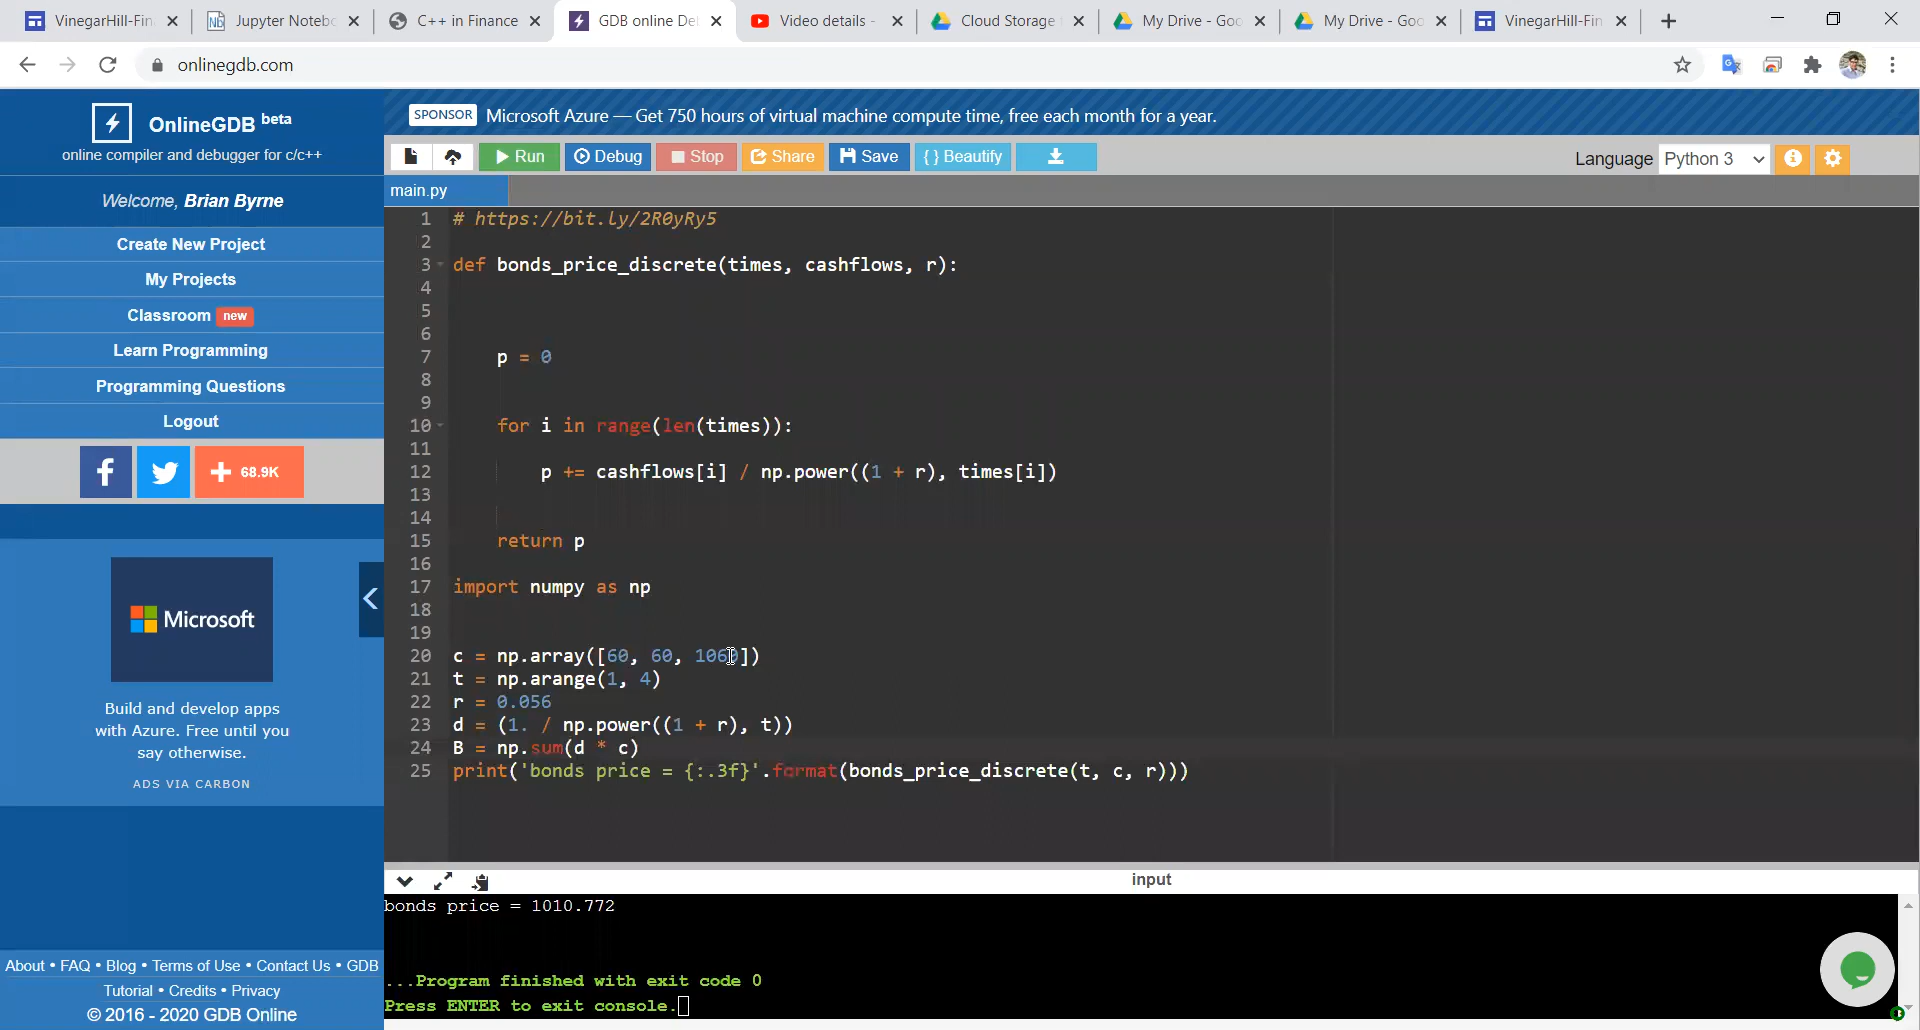 VinegarHill-Fin
Jupyter Notebo
C++ in Finance
GDB online De
Video details -
Cloud Storage
My Drive - Goo
My Drive - Goo
VinegarHill-Fin
onlinegdb.com
OnlineGDB beta
online compiler and debugger for c/c++
Welcome, Brian Byrne
Create New Project
My Projects
Classroom new
Learn Programming
Programming Questions
Logout
f
+ 68.9K
Microsoft
Build and develop apps
with Azure. Free until you
say otherwise.
ADS VIA CARBON
About • FAQ • Blog • Terms of Use • Contact Us • GDB
Tutorial • Credits • Privacy
© 2016 - 2020 GDB Online
SPONSOR Microsoft Azure — Get 750 hours of virtual machine compute time, free each month for a year.
Run Debug Stop Share Save { } Beautify
Language Python 3
main.py
1 # https://bit.ly/2R0yRy5
2
3 def bonds_price_discrete(times, cashflows, r):
4
5
6
7 p = 0
8
9
10 for i in range(len(times)):
11
12 p += cashflows[i] / np.power((1 + r), times[i])
13
14
15 return p
16
17 import numpy as np
18
19
20 c = np.array([60, 60, 1060])
21 t = np.arange(1, 4)
22 r = 0.056
23 d = (1. / np.power((1 + r), t))
24 B = np.sum(d * c)
25 print('bonds price = {:.3f}'.format(bonds_price_discrete(t, c, r)))
input
bonds price = 1010.772
...Program finished with exit code 0
Press ENTER to exit console.